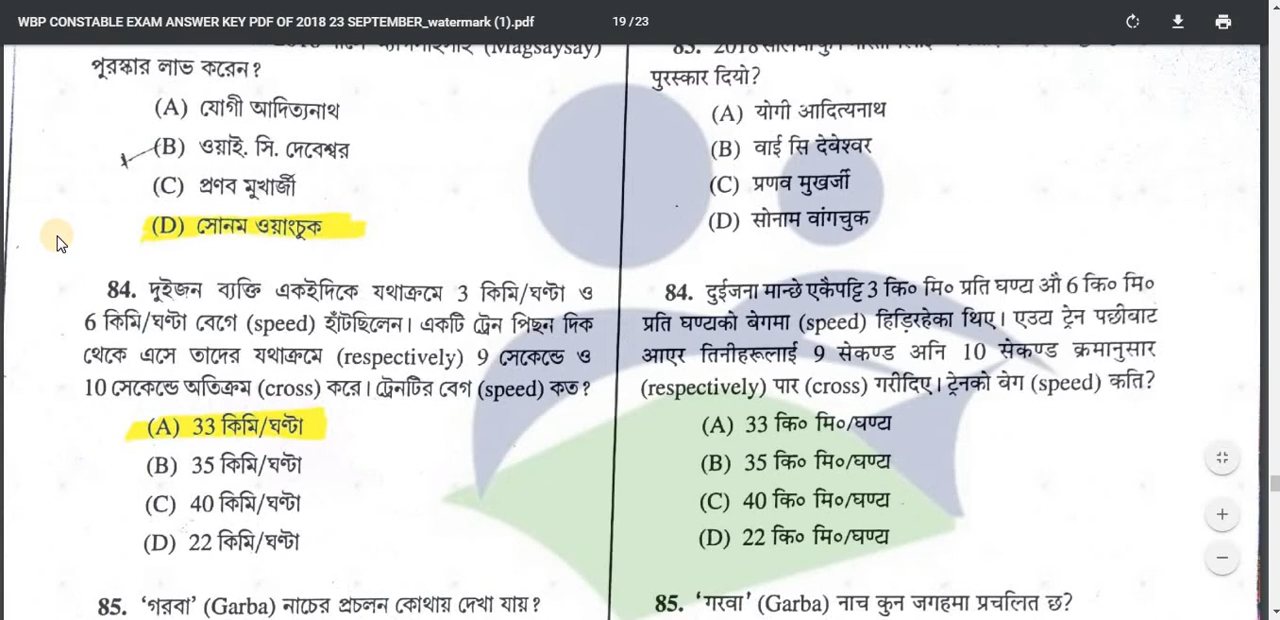 WBP CONSTABLE EXAM ANSWER KEY PDF OF 2018 23 SEPTEMBER_watermark (1).pdf
19 / 23
(Magsaysay)
পুরস্কার লাভ করেন?
(A) যোগী আদিত্যনাথ
(B) ওয়াই. সি. দেবেশ্বর
(C) প্রণব মুখার্জী
(D) সোনম ওয়াংচুক
84. দুইজন ব্যক্তি একইদিকে যথাক্রমে 3 কিমি/ঘণ্টা ও
6 কিমি/ঘণ্টা বেগে (speed) হাঁটছিলেন। একটি ট্রেন পিছন দিক
থেকে এসে তাদের যথাক্রমে (respectively) 9 সেকেন্ডে ও
10 সেকেন্ডে অতিক্রম (cross) করে। ট্রেনটির বেগ (speed) কত?
(A) 33 কিমি/ঘণ্টা
(B) 35 কিমি/ঘণ্টা
(C) 40 কিমি/ঘণ্টা
(D) 22 কিমি/ঘণ্টা
85. ‘গরবা’ (Garba) নাচের প্রচলন কোথায় দেখা যায়?
83. 2018
पुरस्कार दियो?
(A) योगी आदित्यनाथ
(B) वाई सि देवेश्वर
(C) प्रणव मुखर्जी
(D) सोनाम वांगचुक
84. दुईजना मान्छे एकैपट्टि 3 कि० मि० प्रति घण्टा औ 6 कि० मि०
प्रति घण्टाको बेगमा (speed) हिड़िरहेका थिए। एउटा ट्रेन पछीबाट
आएर तिनीहरूलाई 9 सेकण्ड अनि 10 सेकण्ड क्रमानुसार
(respectively) पार (cross) गरीदिए। ट्रेनको बेग (speed) कति?
(A) 33 कि० मि०/घण्टा
(B) 35 कि० मि०/घण्टा
(C) 40 कि० मि०/घण्टा
(D) 22 कि० मि०/घण्टा
85. ‘गरवा’ (Garba) नाच कुन जगहमा प्रचलित छ?